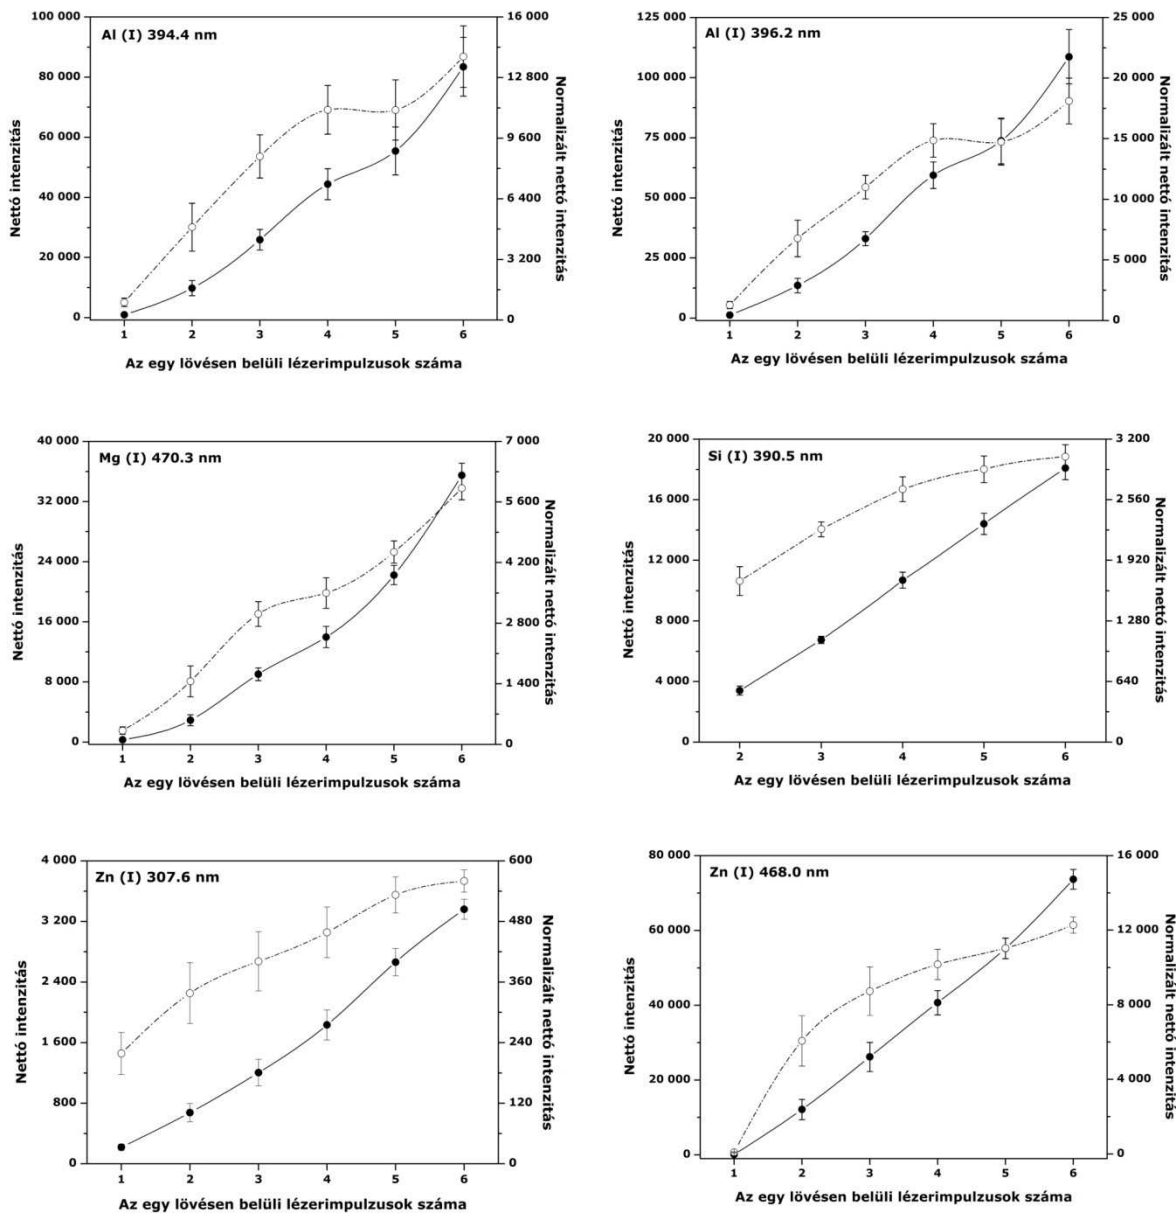 Al (I) 394.4 nm
Nettó intenzitás
100 000
80 000
60 000
40 000
20 000
0
16 000
12 800
9 600
6 400
3 200
0
Normalizált nettó intenzitás
1 2 3 4 5 6
Az egy lövésen belüli lézerimpulzusok száma
Al (I) 396.2 nm
Nettó intenzitás
125 000
100 000
75 000
50 000
25 000
0
25 000
20 000
15 000
10 000
5 000
0
Normalizált nettó intenzitás
1 2 3 4 5 6
Az egy lövésen belüli lézerimpulzusok száma
Mg (I) 470.3 nm
Nettó intenzitás
40 000
32 000
24 000
16 000
8 000
0
7 000
5 600
4 200
2 800
1 400
0
Normalizált nettó intenzitás
1 2 3 4 5 6
Az egy lövésen belüli lézerimpulzusok száma
Si (I) 390.5 nm
Nettó intenzitás
20 000
16 000
12 000
8 000
4 000
0
3 200
2 560
1 920
1 280
640
0
Normalizált nettó intenzitás
2 3 4 5 6
Az egy lövésen belüli lézerimpulzusok száma
Zn (I) 307.6 nm
Nettó intenzitás
4 000
3 200
2 400
1 600
800
0
600
480
360
240
120
0
Normalizált nettó intenzitás
1 2 3 4 5 6
Az egy lövésen belüli lézerimpulzusok száma
Zn (I) 468.0 nm
Nettó intenzitás
80 000
60 000
40 000
20 000
0
16 000
12 000
8 000
4 000
0
Normalizált nettó intenzitás
1 2 3 4 5 6
Az egy lövésen belüli lézerimpulzusok száma